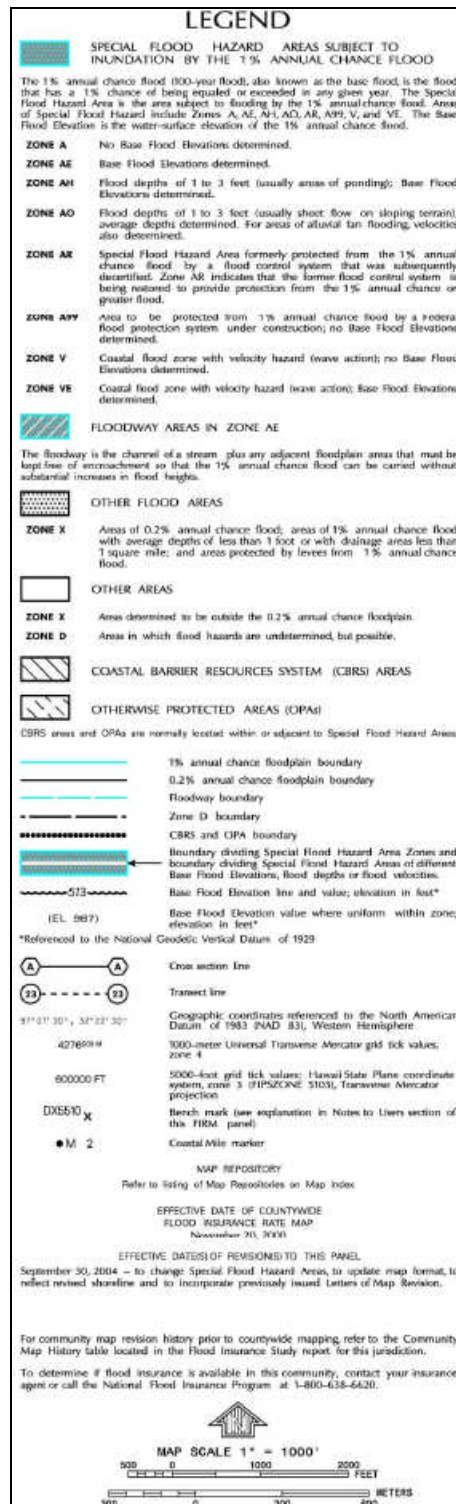 LEGEND
SPECIAL FLOOD HAZARD AREAS SUBJECT TO
INUNDATION BY THE 1% ANNUAL CHANCE FLOOD
The 1% annual chance flood (100-year flood), also known as the base flood, is the flood
that has a 1% chance of being equaled or exceeded in any given year. The Special
Flood Hazard Area is the area subject to flooding by the 1% annual chance flood. Areas
of Special Flood Hazard include Zones A, AE, AH, AO, AR, A99, V, and VE. The Base
Flood Elevation is the water-surface elevation of the 1% annual chance flood.
ZONE A No Base Flood Elevations determined.
ZONE AE Base Flood Elevations determined.
ZONE AH Flood depths of 1 to 3 feet (usually areas of ponding); Base Flood
Elevations determined.
ZONE AO Flood depths of 1 to 3 feet (usually sheet flow on sloping terrain),
average depths determined. For areas of alluvial fan flooding, velocities
also determined.
ZONE AR Special Flood Hazard Area formerly protected from the 1% annual
chance flood by a flood control system that was subsequently
decertified. Zone AR indicates that the former flood control system is
being restored to provide protection from the 1% annual chance or
greater flood.
ZONE A99 Area to be protected from 1% annual chance flood by a Federal
flood protection system under construction; no Base Flood Elevations
determined.
ZONE V Coastal flood zone with velocity hazard (wave action); no Base Flood
Elevations determined.
ZONE VE Coastal flood zone with velocity hazard (wave action); Base Flood Elevations
determined.
FLOODWAY AREAS IN ZONE AE
The floodway is the channel of a stream plus any adjacent floodplain areas that must be
kept free of encroachment so that the 1% annual chance flood can be carried without
substantial increases in flood heights.
OTHER FLOOD AREAS
ZONE X Areas of 0.2% annual chance flood; areas of 1% annual chance flood
with average depths of less than 1 foot or with drainage areas less than
1 square mile; and areas protected by levees from 1% annual chance
flood.
OTHER AREAS
ZONE X Areas determined to be outside the 0.2% annual chance floodplain.
ZONE D Areas in which flood hazards are undetermined, but possible.
COASTAL BARRIER RESOURCES SYSTEM (CBRS) AREAS
OTHERWISE PROTECTED AREAS (OPAs)
CBRS areas and OPAs are normally located within or adjacent to Special Flood Hazard Areas
1% annual chance floodplain boundary
0.2% annual chance floodplain boundary
Floodway boundary
Zone D boundary
CBRS and OPA boundary
Boundary dividing Special Flood Hazard Area Zones and
boundary dividing Special Flood Hazard Areas of different
Base Flood Elevations, flood depths or flood velocities.
513 Base Flood Elevation line and value; elevation in feet*
(EL 987) Base Flood Elevation value where uniform within zone;
elevation in feet*
*Referenced to the National Geodetic Vertical Datum of 1929
A A Cross section line
23 23 Transect line
97°07'30", 32°22'30" Geographic coordinates referenced to the North American
Datum of 1983 (NAD 83), Western Hemisphere
4276 1000-meter Universal Transverse Mercator grid tick values,
zone 4
600000 FT 5000-foot grid tick values: Hawaii State Plane coordinate
system, zone 3 (FIPSZONE 5103), Transverse Mercator
projection
DX5510 x Bench mark (see explanation in Notes to Users section of
this FIRM panel)
●M 2 Coastal Mile marker
MAP REPOSITORY
Refer to listing of Map Repositories on Map Index
EFFECTIVE DATE OF COUNTYWIDE
FLOOD INSURANCE RATE MAP
November 20, 2000
EFFECTIVE DATE(S) OF REVISION(S) TO THIS PANEL
September 30, 2004 – to change Special Flood Hazard Areas, to update map format, to
reflect revised shoreline and to incorporate previously issued Letters of Map Revision.
For community map revision history prior to countywide mapping, refer to the Community
Map History table located in the Flood Insurance Study report for this jurisdiction.
To determine if flood insurance is available in this community, contact your insurance
agent or call the National Flood Insurance Program at 1-800-638-6620.
MAP SCALE 1" = 1000'
500 0 1000 2000
FEET
METERS
300 0 300 600